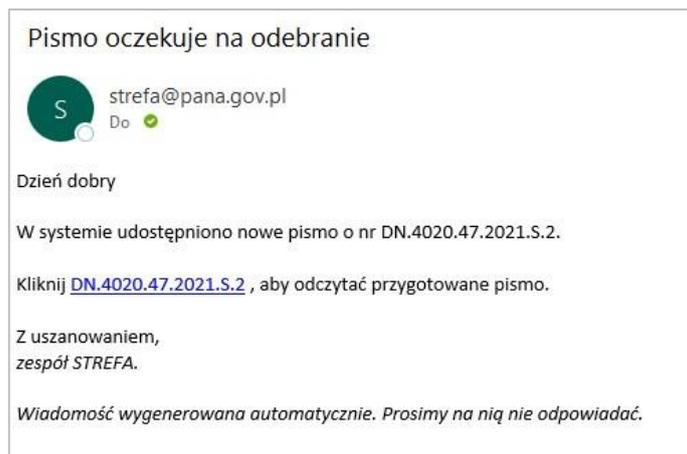 Pismo oczekuje na odebranie
S
strefa@pana.gov.pl
Do
Dzień dobry
W systemie udostępniono nowe pismo o nr DN.4020.47.2021.S.2.
Kliknij DN.4020.47.2021.S.2 , aby odczytać przygotowane pismo.
Z uszanowaniem,
zespół STREFA.
Wiadomość wygenerowana automatycznie. Prosimy na nią nie odpowiadać.